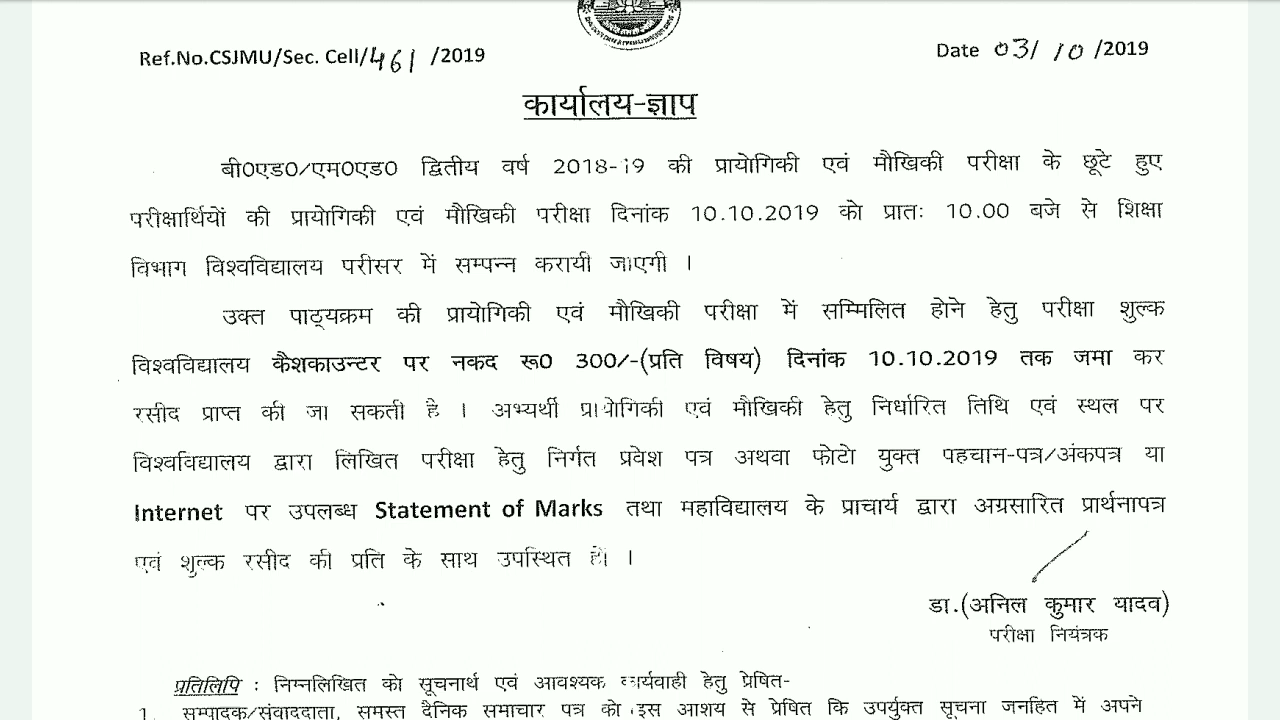 Ref.No.CSJMU/Sec. Cell/461 /2019
Date 03/ 10 /2019
कार्यालय-ज्ञाप
बी0एड0/एम0एड0 द्वितीय वर्ष 2018-19 की प्रायोगिकी एवं मौखिकी परीक्षा के छूटे हुए
परीक्षार्थियों की प्रायोगिकी एवं मौखिकी परीक्षा दिनांक 10.10.2019 को प्रातः 10.00 बजे से शिक्षा
विभाग विश्वविद्यालय परीसर में सम्पन्न करायी जाएगी ।
उक्त पाठ्यक्रम की प्रायोगिकी एवं मौखिकी परीक्षा में सम्मिलित होने हेतु परीक्षा शुल्क
विश्वविद्यालय कैशकाउन्टर पर नकद रू0 300/-(प्रति विषय) दिनांक 10.10.2019 तक जमा कर
रसीद प्राप्त की जा सकती है । अभ्यर्थी प्रायोगिकी एवं मौखिकी हेतु निर्धारित तिथि एवं स्थल पर
विश्वविद्यालय द्वारा लिखित परीक्षा हेतु निर्गत प्रवेश पत्र अथवा फोटो युक्त पहचान-पत्र/अंकपत्र या
Internet पर उपलब्ध Statement of Marks तथा महाविद्यालय के प्राचार्य द्वारा अग्रसारित प्रार्थनापत्र
एवं शुल्क रसीद की प्रति के साथ उपस्थित हों ।
डा.(अनिल कुमार यादव)
परीक्षा नियंत्रक
प्रतिलिपि : निम्नलिखित को सूचनार्थ एवं आवश्यक कार्यवाही हेतु प्रेषित-
1. सम्पादक/संवाददाता, समस्त दैनिक समाचार पत्र को इस आशय से प्रेषित कि उपर्युक्त सूचना जनहित में अपने